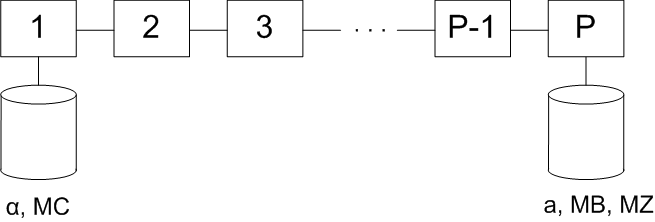 1 2 3 . . . P-1 P
α, MC a, MB, MZ